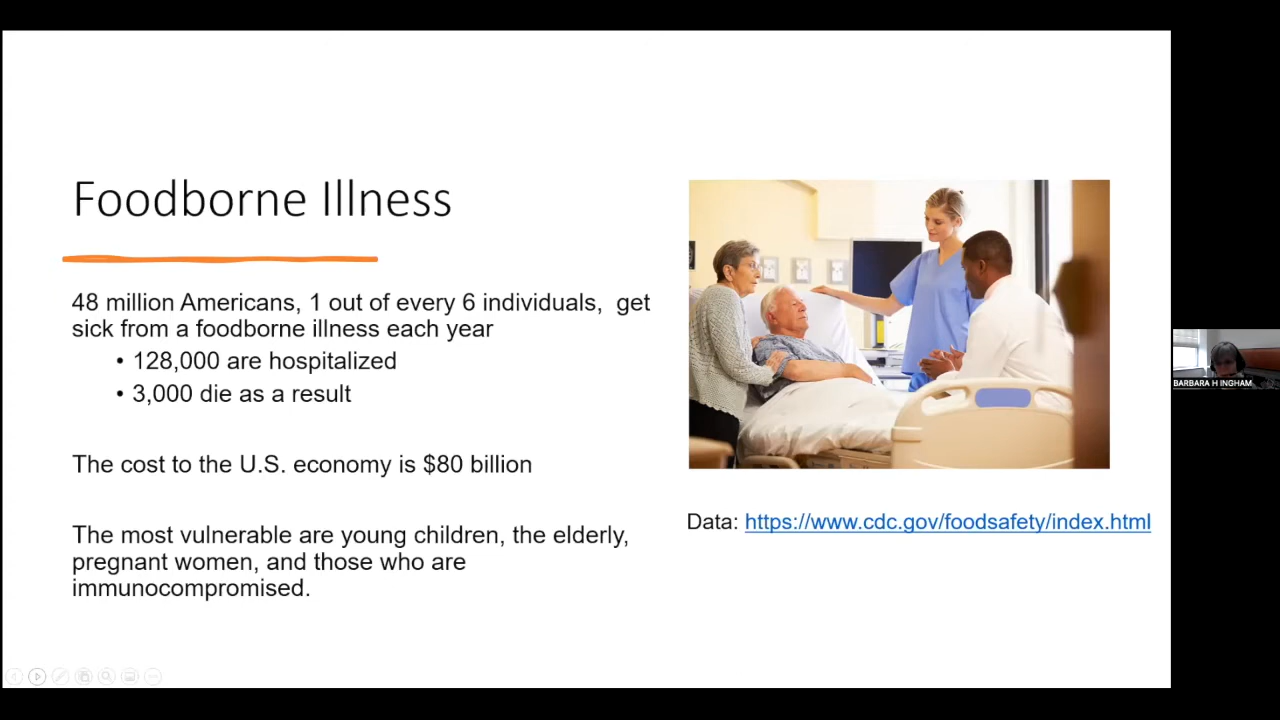 Foodborne Illness
48 million Americans, 1 out of every 6 individuals,  get
sick from a foodborne illness each year
• 128,000 are hospitalized
• 3,000 die as a result
The cost to the U.S. economy is $80 billion
The most vulnerable are young children, the elderly,
pregnant women, and those who are
immunocompromised.
Data: https://www.cdc.gov/foodsafety/index.html
BARBARA H INGHAM